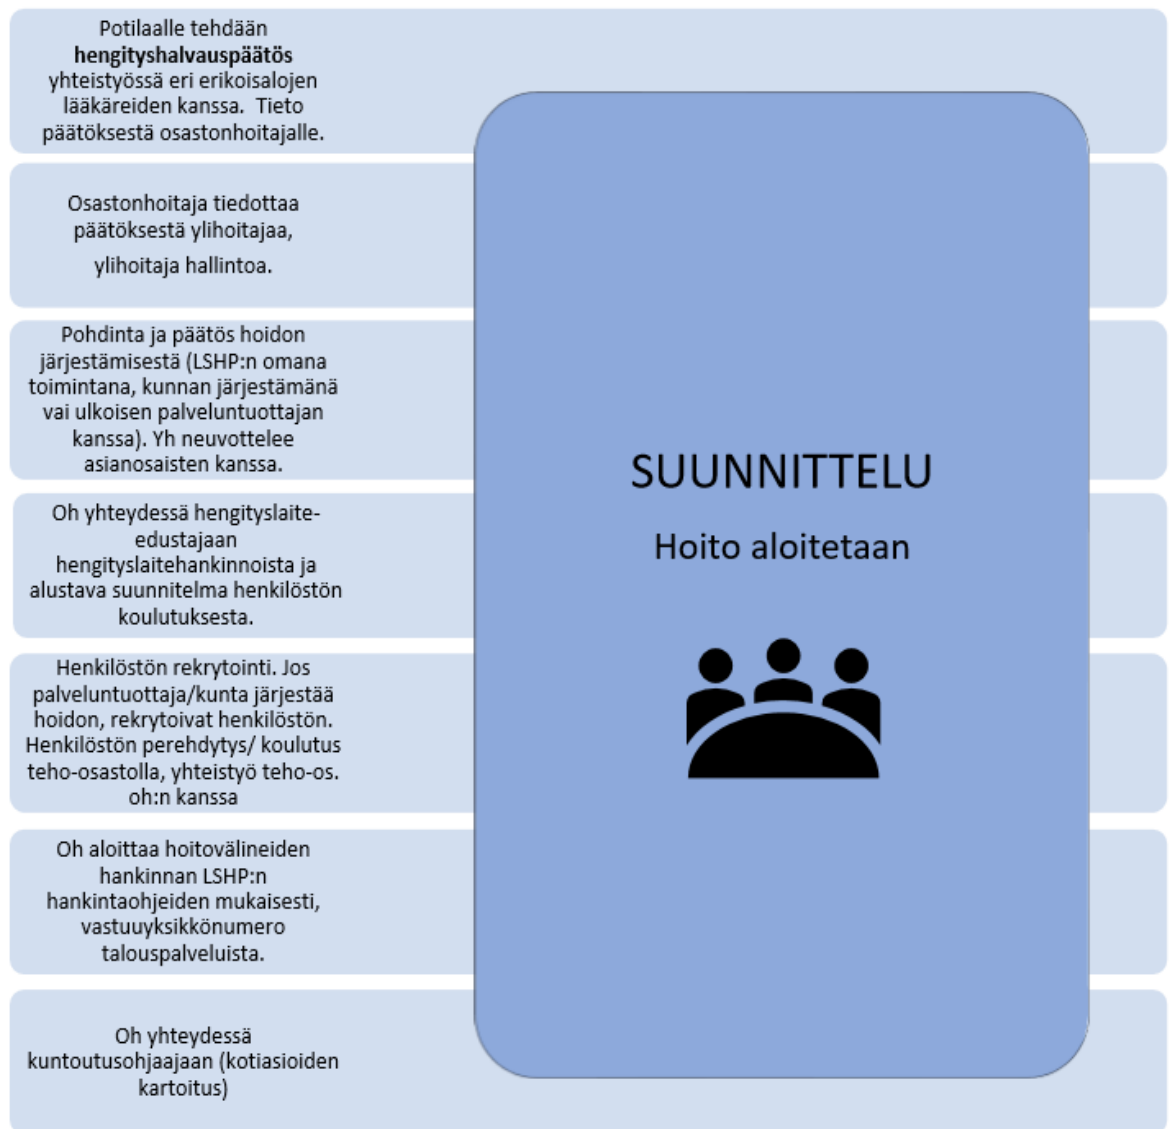 Potilaalle tehdään
hengityshalvauspäätös
yhteistyössä eri erikoisalojen
lääkäreiden kanssa. Tieto
päätöksestä osastonhoitajalle.
Osastonhoitaja tiedottaa
päätöksestä ylihoitajaa,
ylihoitaja hallintoa.
Pohdinta ja päätös hoidon
järjestämisestä (LSHP:n omana
toimintana, kunnan järjestämänä
vai ulkoisen palveluntuottajan
kanssa). Yh neuvottelee
asianosaisten kanssa.
Oh yhteydessä hengityslaite-
edustajaan
hengityslaitehankinnoista ja
alustava suunnitelma henkilöstön
koulutuksesta.
Henkilöstön rekrytointi. Jos
palveluntuottaja/kunta järjestää
hoidon, rekrytoivat henkilöstön.
Henkilöstön perehdytys/ koulutus
teho-osastolla, yhteistyö teho-os.
oh:n kanssa
Oh aloittaa hoitovälineiden
hankinnan LSHP:n
hankintaohjeiden mukaisesti,
vastuuyksikkönumero
talouspalveluista.
Oh yhteydessä
kuntoutusohjaajaan (kotiasioiden
kartoitus)
SUUNNITTELU
Hoito aloitetaan